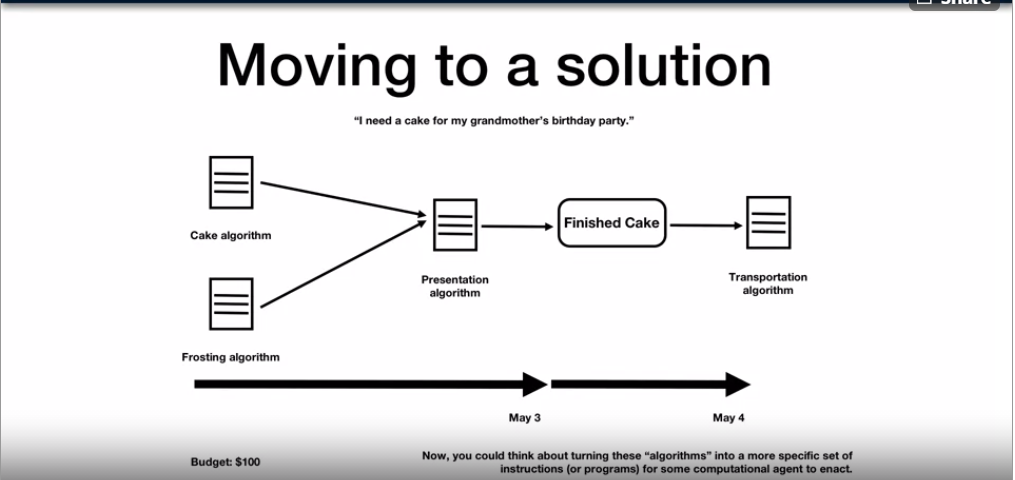 Share
Moving to a solution
“I need a cake for my grandmother’s birthday party.”
Cake algorithm
Frosting algorithm
Presentation
algorithm
Finished Cake
Transportation
algorithm
May 3
May 4
Budget: $100
Now, you could think about turning these “algorithms” into a more specific set of
instructions (or programs) for some computational agent to enact.